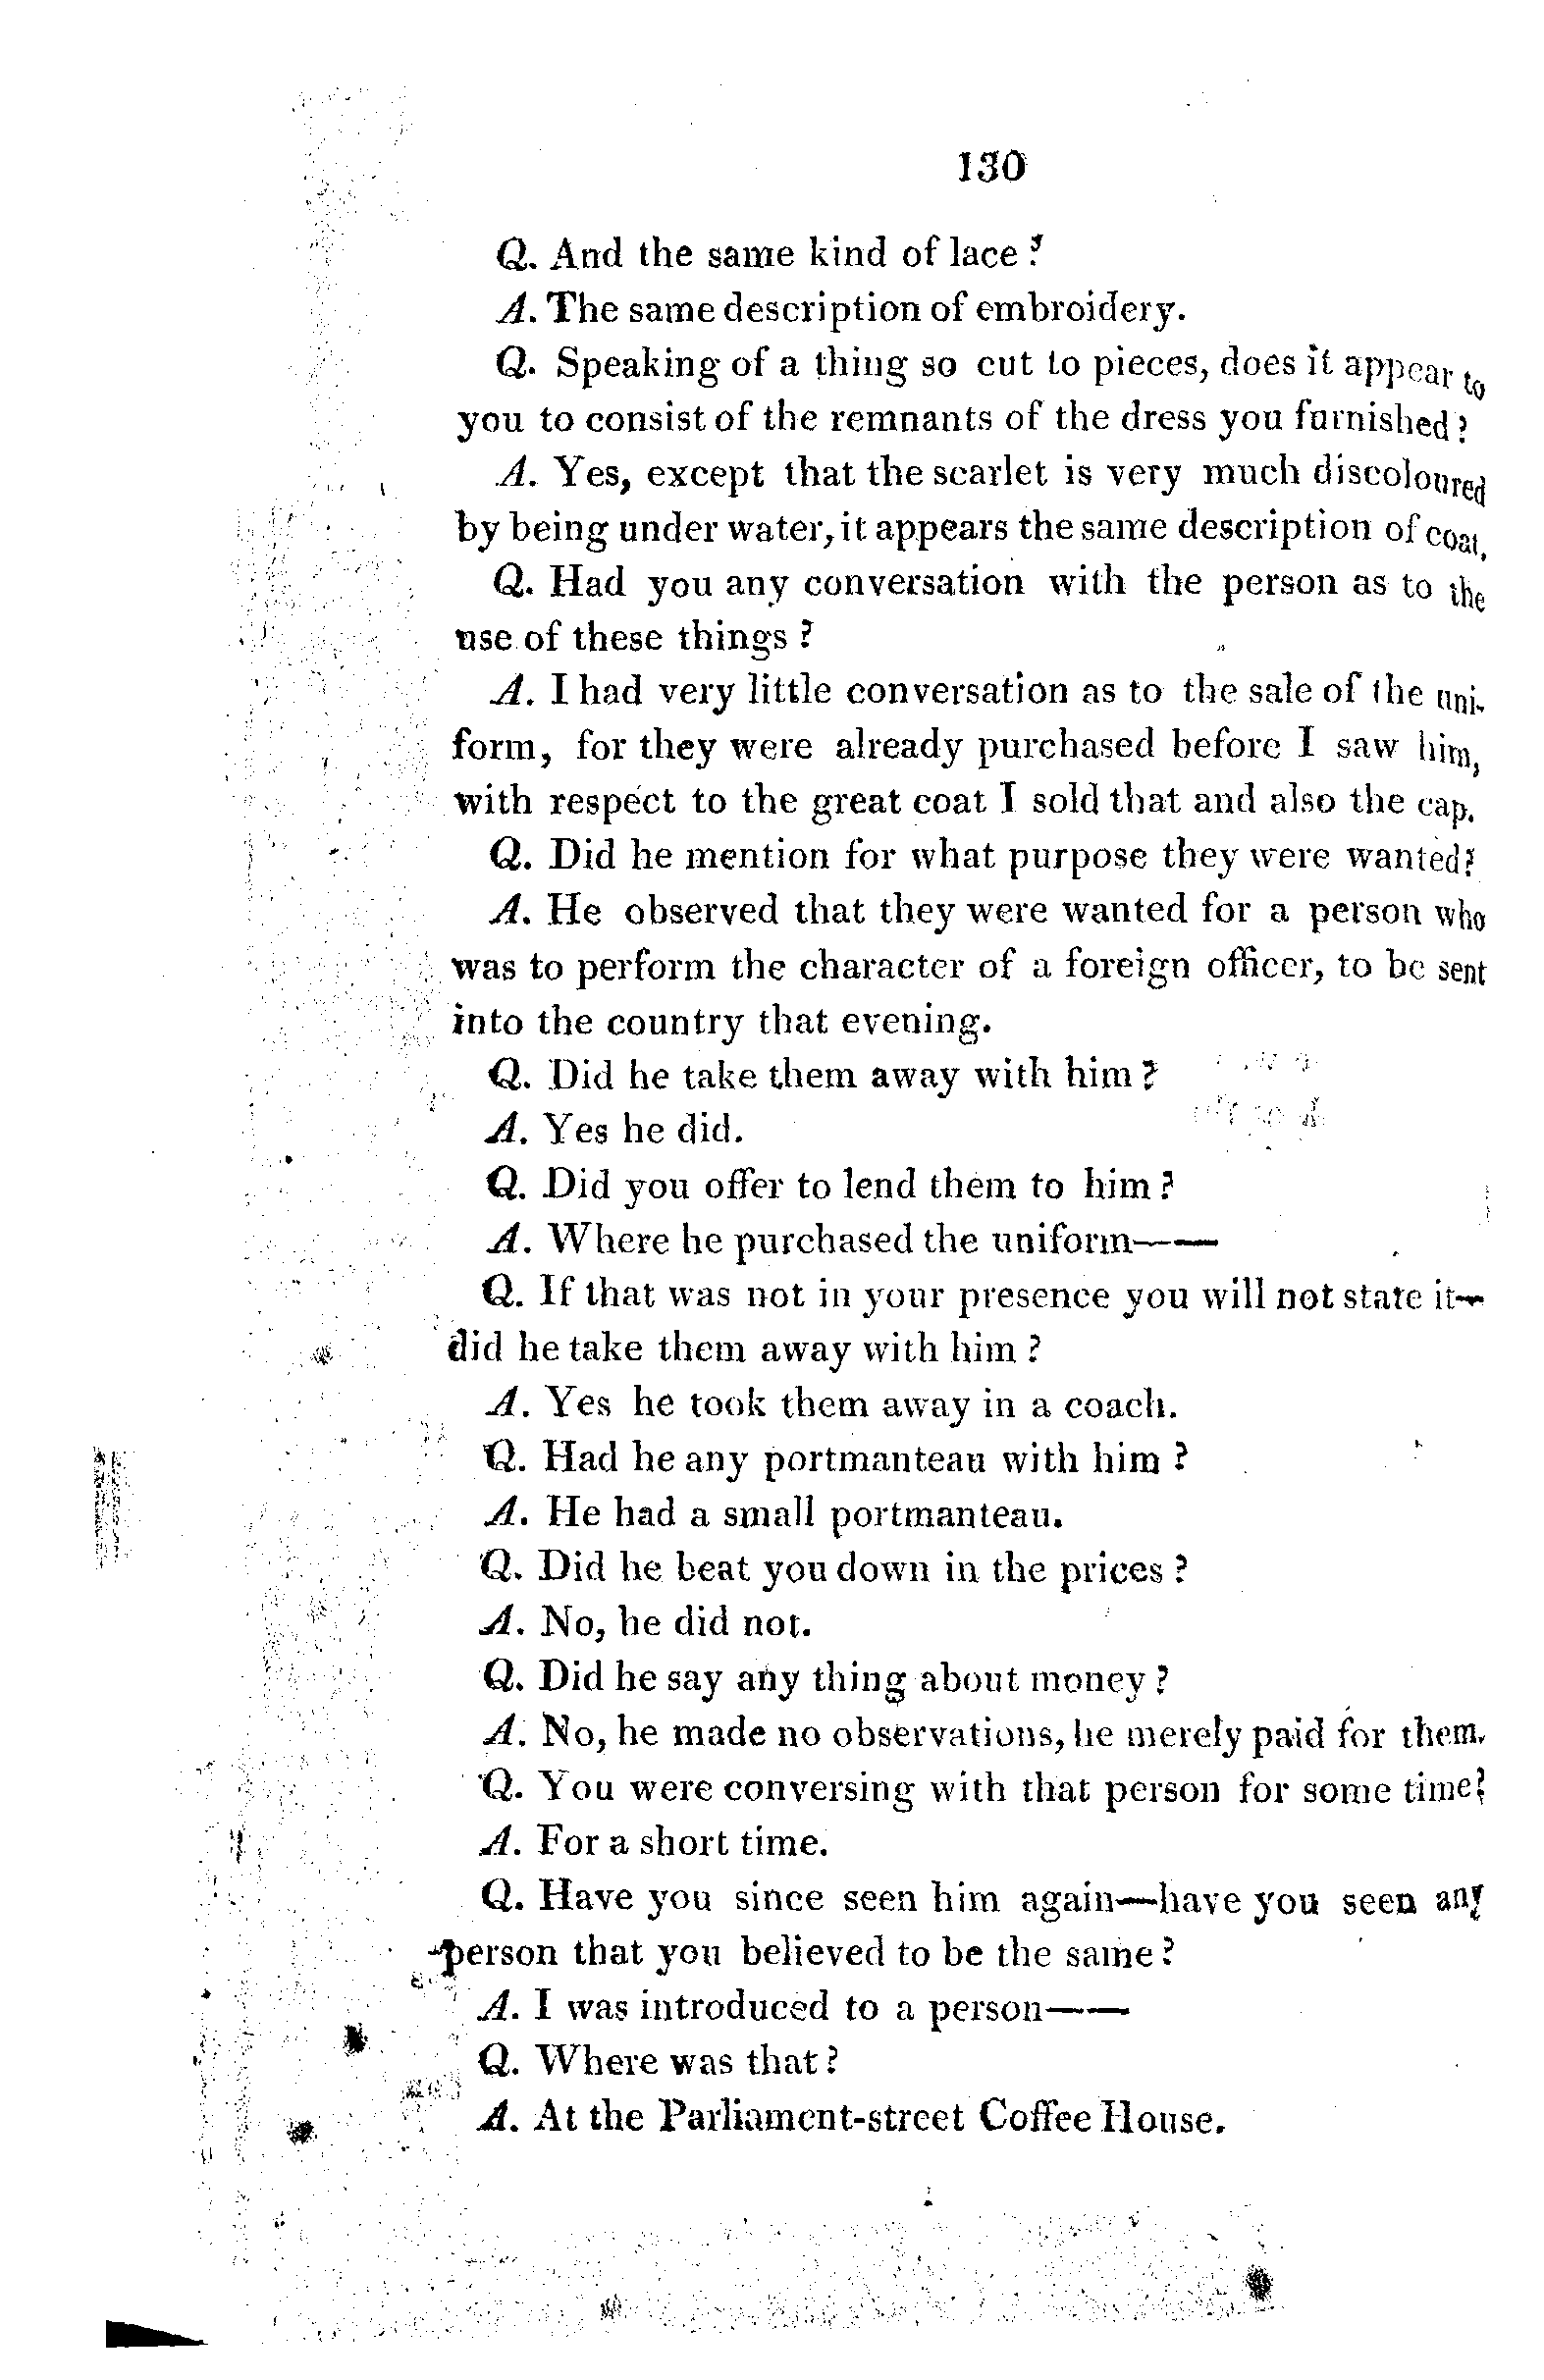 130
Q. And the same kind of lace?
A. The same description of embroidery.
Q. Speaking of a thing so cut to pieces, does it appear to
you to consist of the remnants of the dress you furnished?
A. Yes, except that the scarlet is very much discoloured
by being under water, it appears the same description of coat.
Q. Had you any conversation with the person as to the
use of these things?
A. I had very little conversation as to the sale of the uni-
form, for they were already purchased before I saw him,
with respect to the great coat I sold that and also the cap.
Q. Did he mention for what purpose they were wanted?
A. He observed that they were wanted for a person who
was to perform the character of a foreign officer, to be sent
into the country that evening.
Q. Did he take them away with him?
A. Yes he did.
Q. Did you offer to lend them to him?
A. Where he purchased the uniform——
Q. If that was not in your presence you will not state it—
did he take them away with him?
A. Yes he took them away in a coach.
Q. Had he any portmanteau with him?
A. He had a small portmanteau.
Q. Did he beat you down in the prices?
A. No, he did not.
Q. Did he say any thing about money?
A. No, he made no observations, he merely paid for them.
Q. You were conversing with that person for some time?
A. For a short time.
Q. Have you since seen him again—have you seen any
person that you believed to be the same?
A. I was introduced to a person——
Q. Where was that?
A. At the Parliament-street Coffee House.